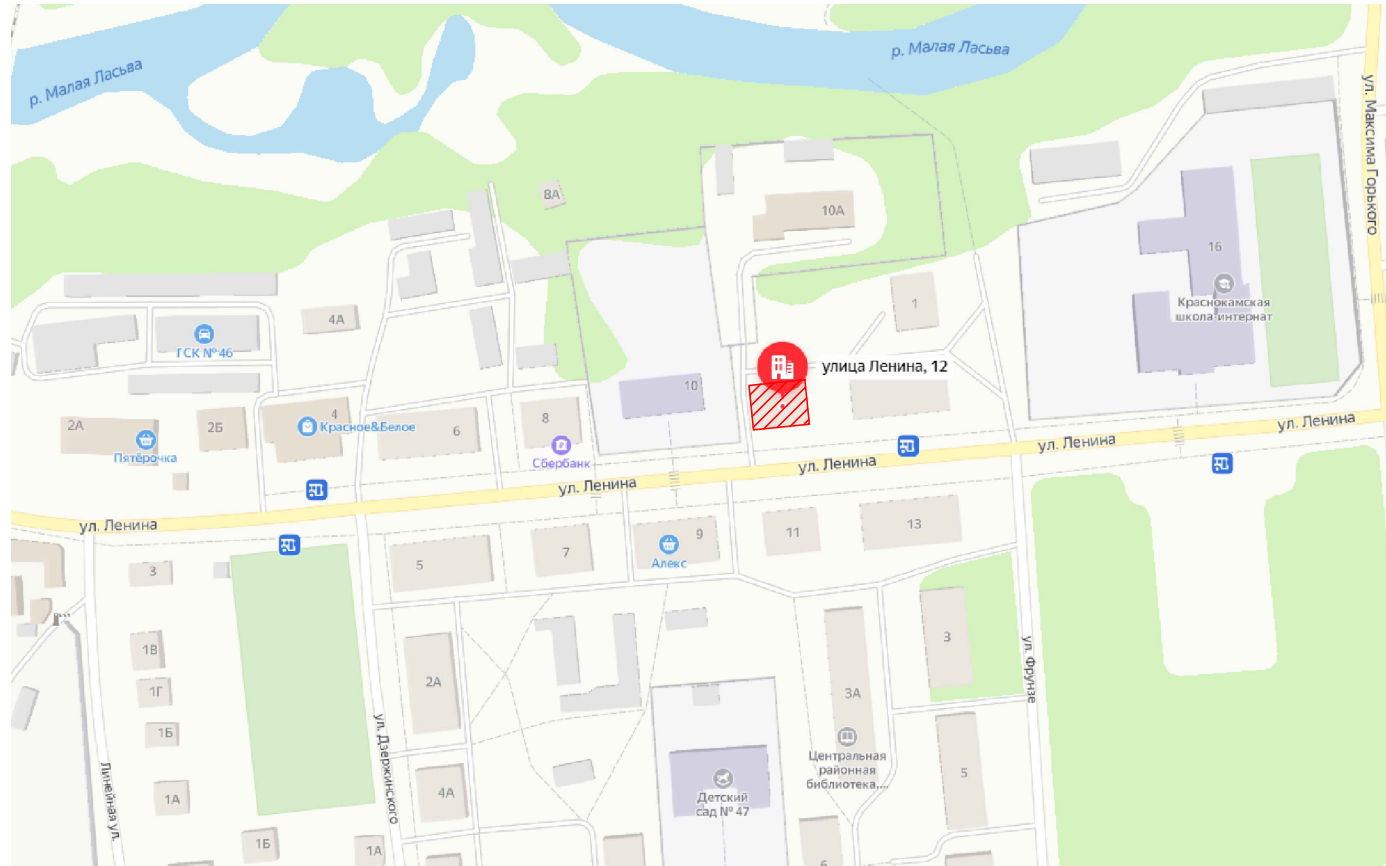 р. Малая Ласьва
р. Малая Ласьва
ул. Максима Горького
8А
10А
16
Краснокамская
школа-интернат
1
4А
ГСК № 46
улица Ленина, 12
10
2А
Пятёрочка
2Б
4
Красное&Белое
6
8
Сбербанк
ул. Ленина
ул. Ленина
ул. Ленина
ул. Ленина
ул. Ленина
3
5
7
9
Алекс
11
13
1В
1Г
1Б
1А
1Б
1А
Линейная ул.
ул. Дзержинского
2А
4А
Детский
сад № 47
3А
Центральная
районная
библиотека,...
3
5
6
ул. Фрунзе